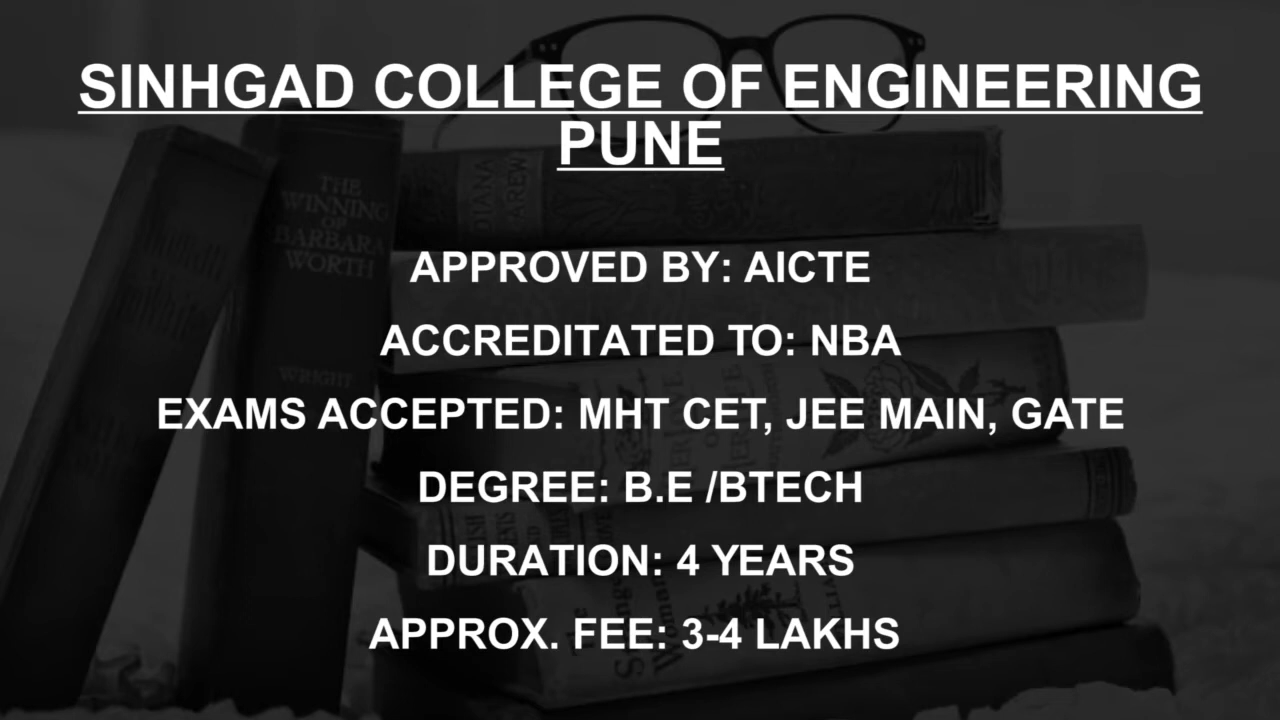 SINHGAD COLLEGE OF ENGINEERING
PUNE
APPROVED BY: AICTE
ACCREDITATED TO: NBA
EXAMS ACCEPTED: MHT CET, JEE MAIN, GATE
DEGREE: B.E /BTECH
DURATION: 4 YEARS
APPROX. FEE: 3-4 LAKHS
THE
WINNING
OF
BARBARA
WORTH
WRIGHT
DIANA